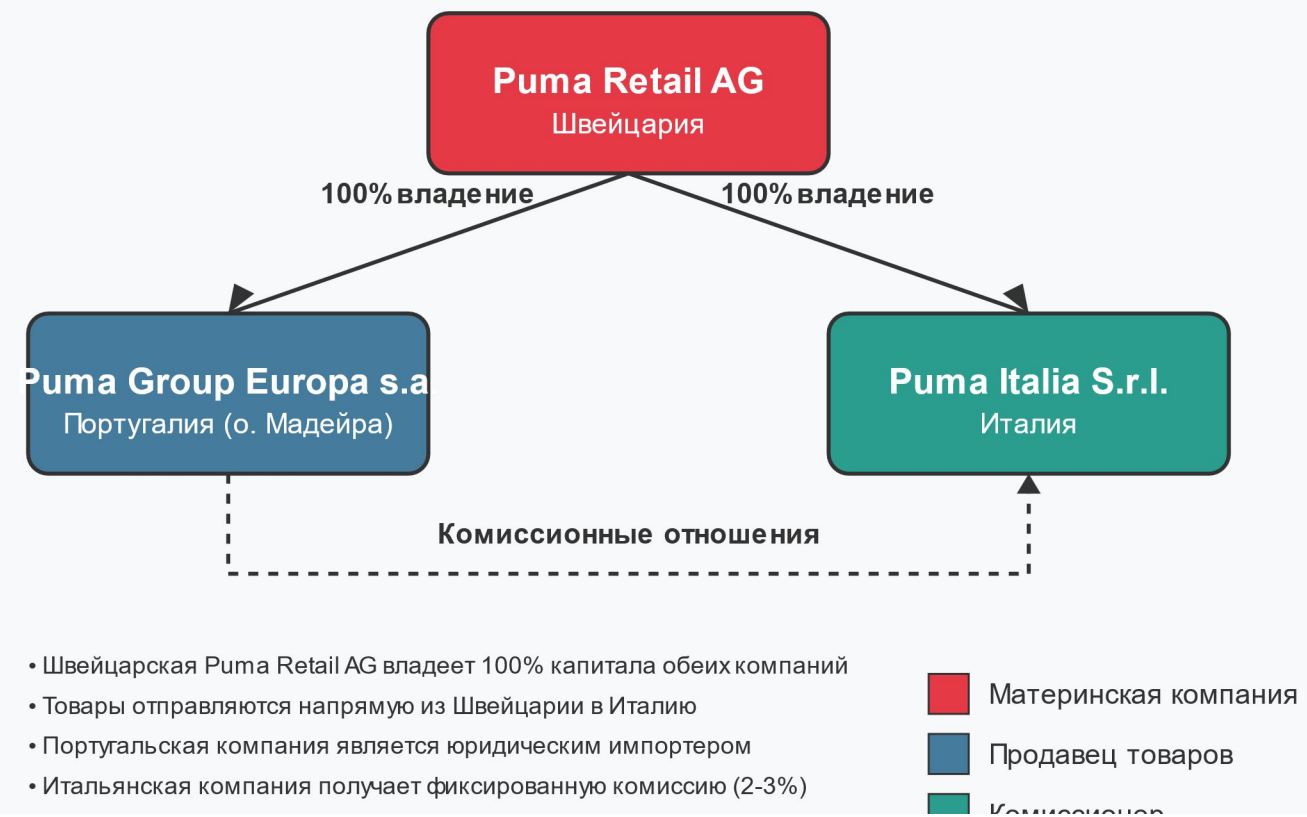 Puma Retail AG
Швейцария
100% владение
100% владение
Puma Group Europa s.a.
Португалия (о. Мадейра)
Puma Italia S.r.l.
Италия
Комиссионные отношения
• Швейцарская Puma Retail AG владеет 100% капитала обеих компаний
• Товары отправляются напрямую из Швейцарии в Италию
• Португальская компания является юридическим импортером
• Итальянская компания получает фиксированную комиссию (2-3%)
Материнская компания
Продавец товаров
Комиссионер